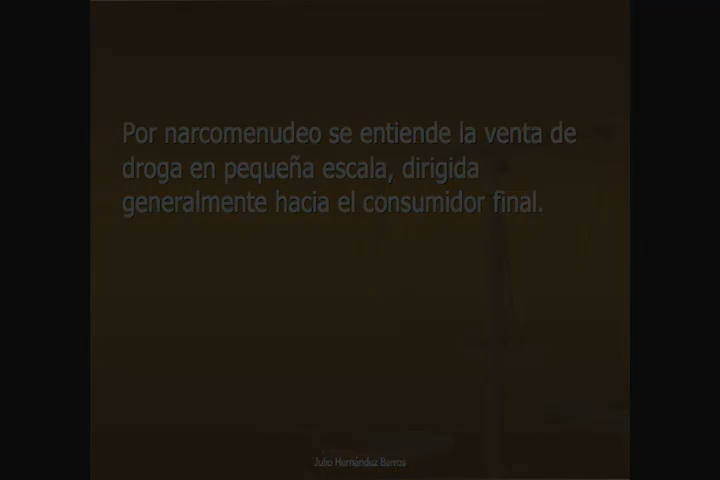 Por narcomenudeo se entiende la venta de
droga en pequeña escala, dirigida
generalmente hacia el consumidor final.
Julio Hernández Barros